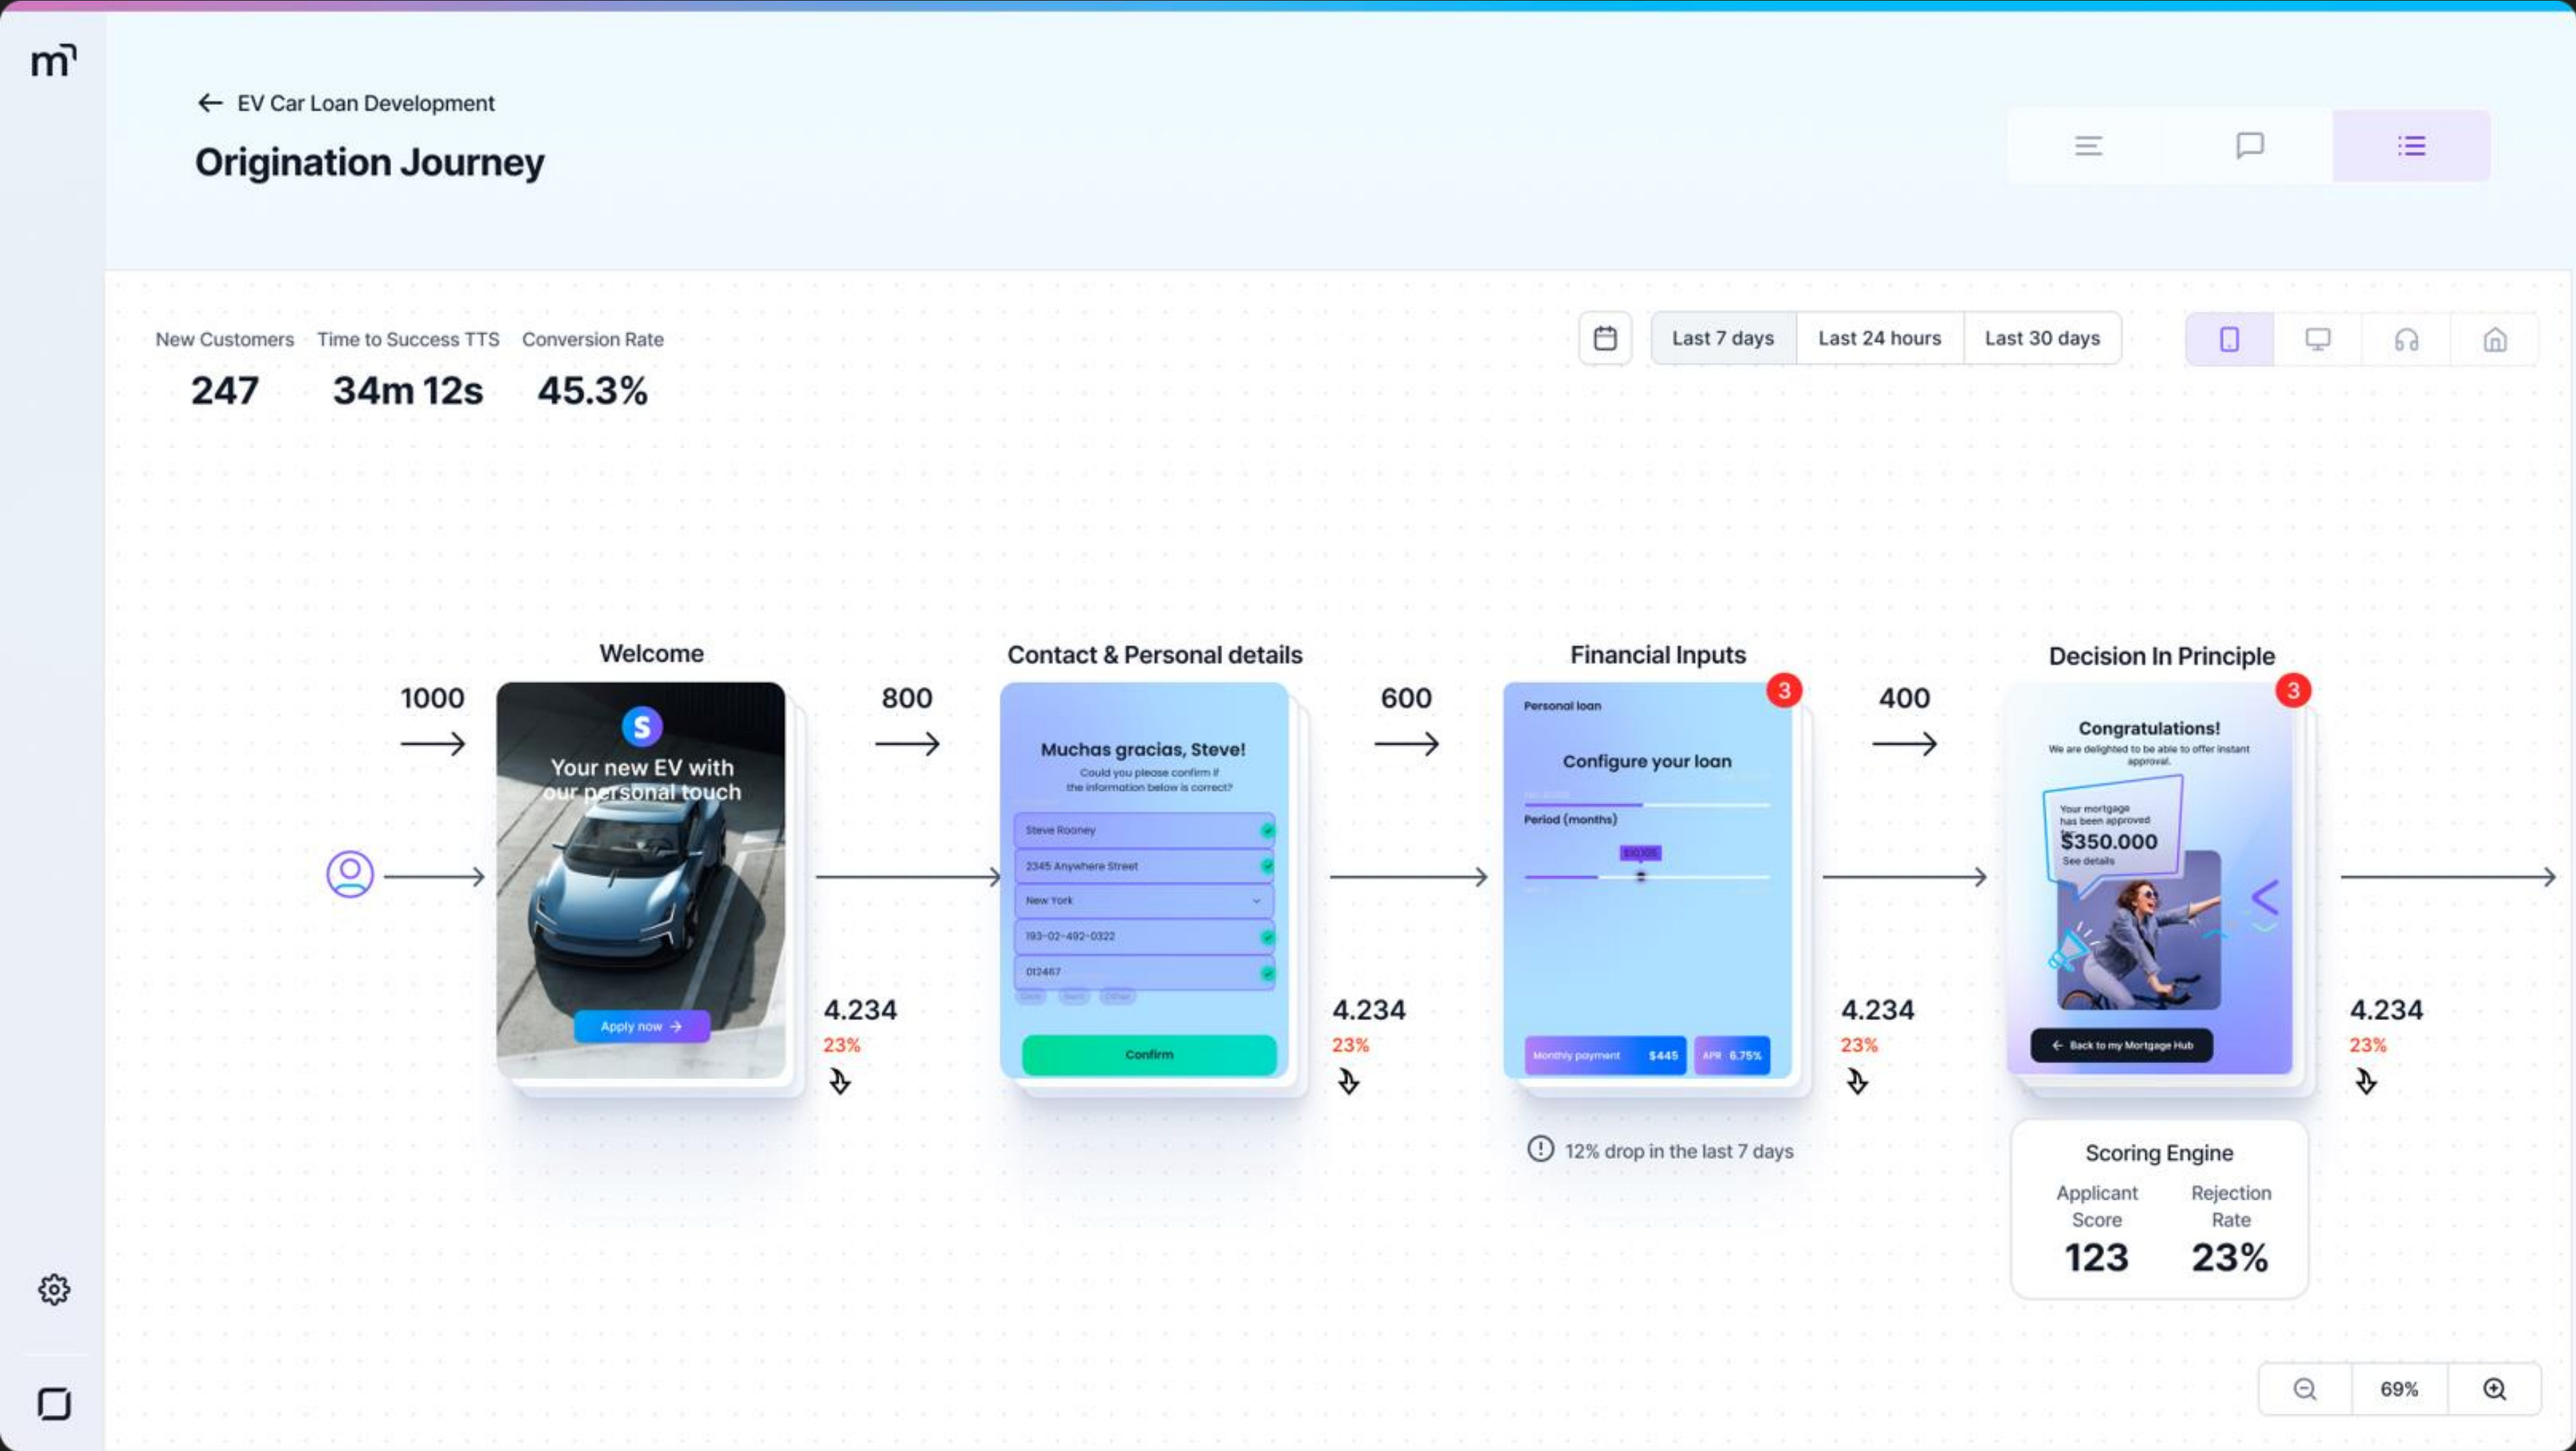 m
EV Car Loan Development
Origination Journey
New Customers
247
Time to Success TTS
34m 12s
Conversion Rate
45.3%
Last 7 days
Last 24 hours
Last 30 days
1000
Welcome
S
Your new EV with
our personal touch
Apply now
4.234
23%
800
Contact & Personal details
Muchas gracias, Steve!
Could you please confirm if
the information below is correct?
Steve Rooney
2345 Anywhere Street
New York
193-02-492-0322
012467
Other
Confirm
4.234
23%
600
Financial Inputs
3
Personal loan
Configure your loan
Period (months)
Monthly payment $445
APR 6.75%
12% drop in the last 7 days
4.234
23%
400
Decision In Principle
3
Congratulations!
We are delighted to be able to offer instant
approval.
Your mortgage
has been approved
$350.000
See details
Back to my Mortgage Hub
4.234
23%
Scoring Engine
Applicant
Score
123
Rejection
Rate
23%
69%